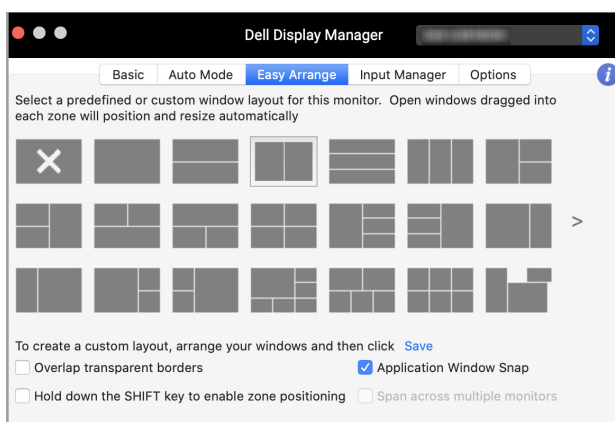 Dell Display Manager
Basic
Auto Mode
Easy Arrange
Input Manager
Options
i
Select a predefined or custom window layout for this monitor. Open windows dragged into
each zone will position and resize automatically
>
To create a custom layout, arrange your windows and then click Save
Overlap transparent borders
Application Window Snap
Hold down the SHIFT key to enable zone positioning
Span across multiple monitors